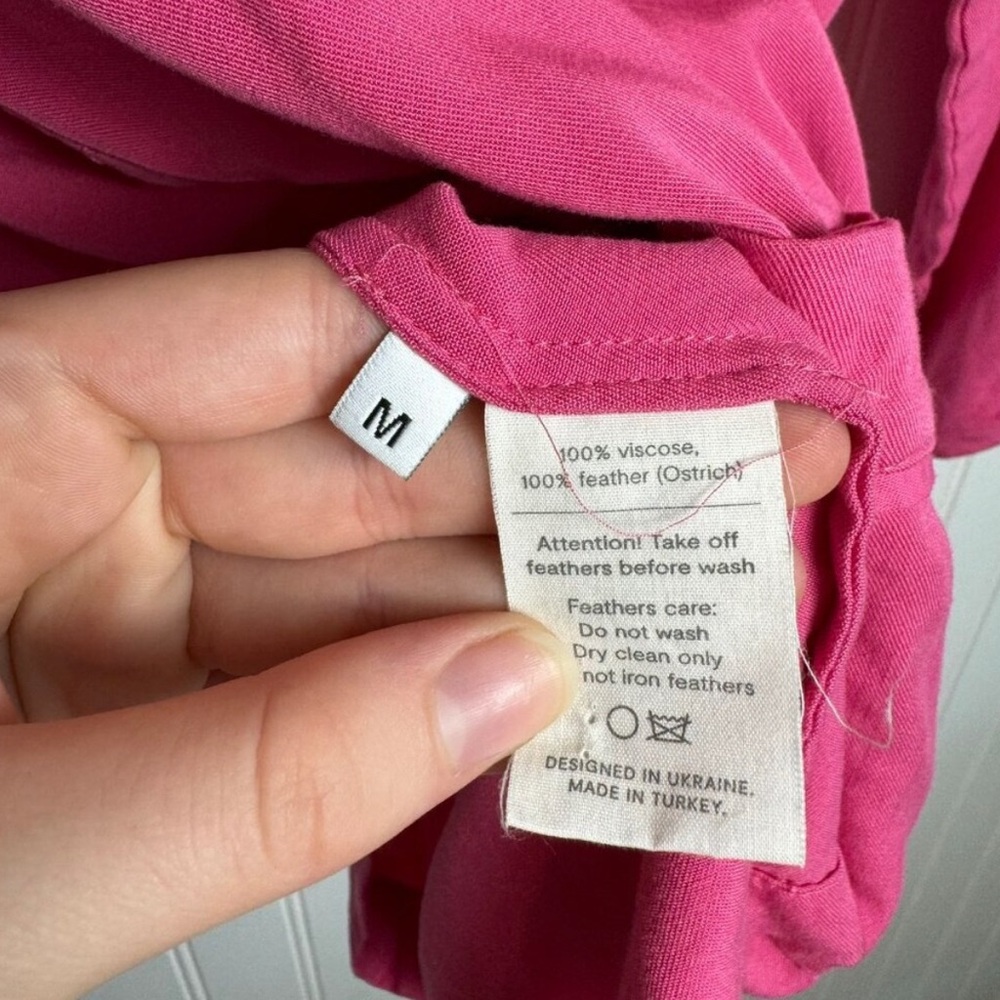 M
100% viscose,
100% feather (Ostrich)
Attention! Take off
feathers before wash
Feathers care:
Do not wash
Dry clean only
not iron feathers
DESIGNED IN UKRAINE.
MADE IN TURKEY.